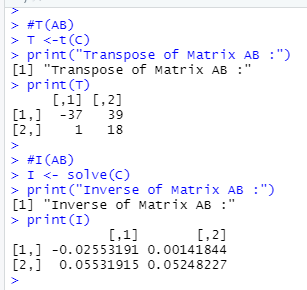 >
> #T(AB)
> T <-t(C)
> print("Transpose of Matrix AB :")
[1] "Transpose of Matrix AB :"
> print(T)
     [,1] [,2]
[1,]  -37   39
[2,]    1   18
>
> #I(AB)
> I <- solve(C)
> print("Inverse of Matrix AB :")
[1] "Inverse of Matrix AB :"
> print(I)
            [,1]       [,2]
[1,] -0.02553191 0.00141844
[2,]  0.05531915 0.05248227
>